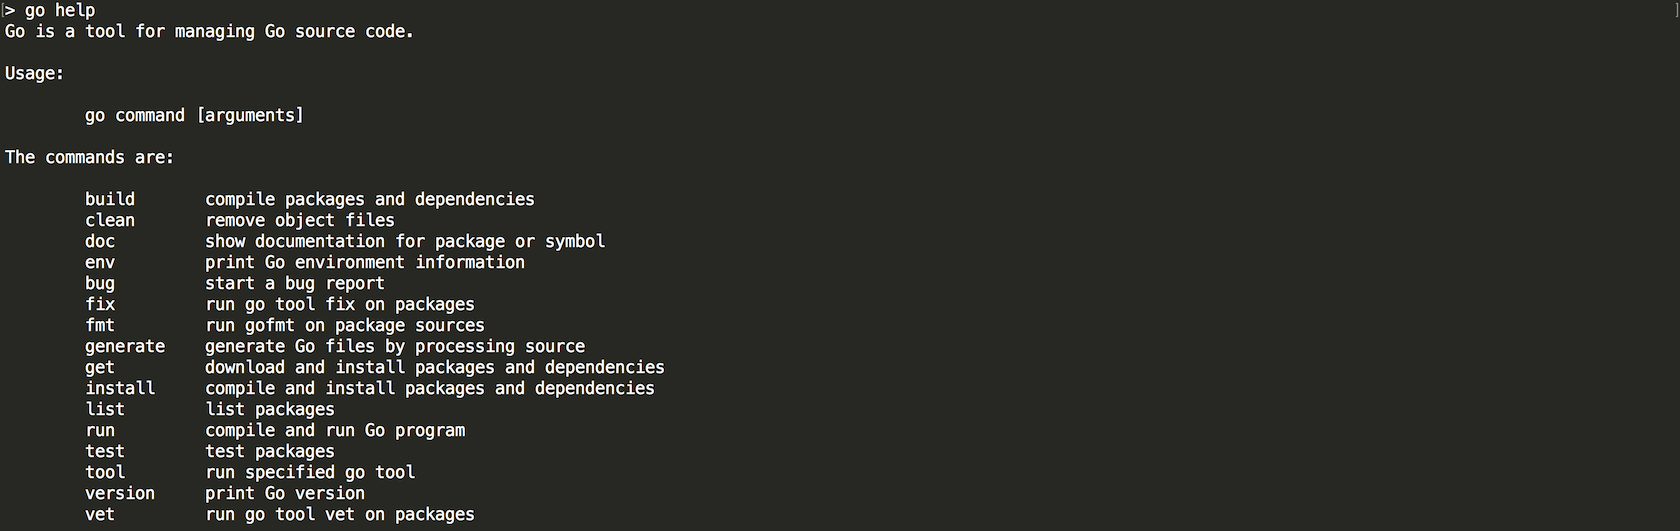 [> go help ]
Go is a tool for managing Go source code.
Usage:
go command [arguments]
The commands are:
build compile packages and dependencies
clean remove object files
doc show documentation for package or symbol
env print Go environment information
bug start a bug report
fix run go tool fix on packages
fmt run gofmt on package sources
generate generate Go files by processing source
get download and install packages and dependencies
install compile and install packages and dependencies
list list packages
run compile and run Go program
test test packages
tool run specified go tool
version print Go version
vet run go tool vet on packages